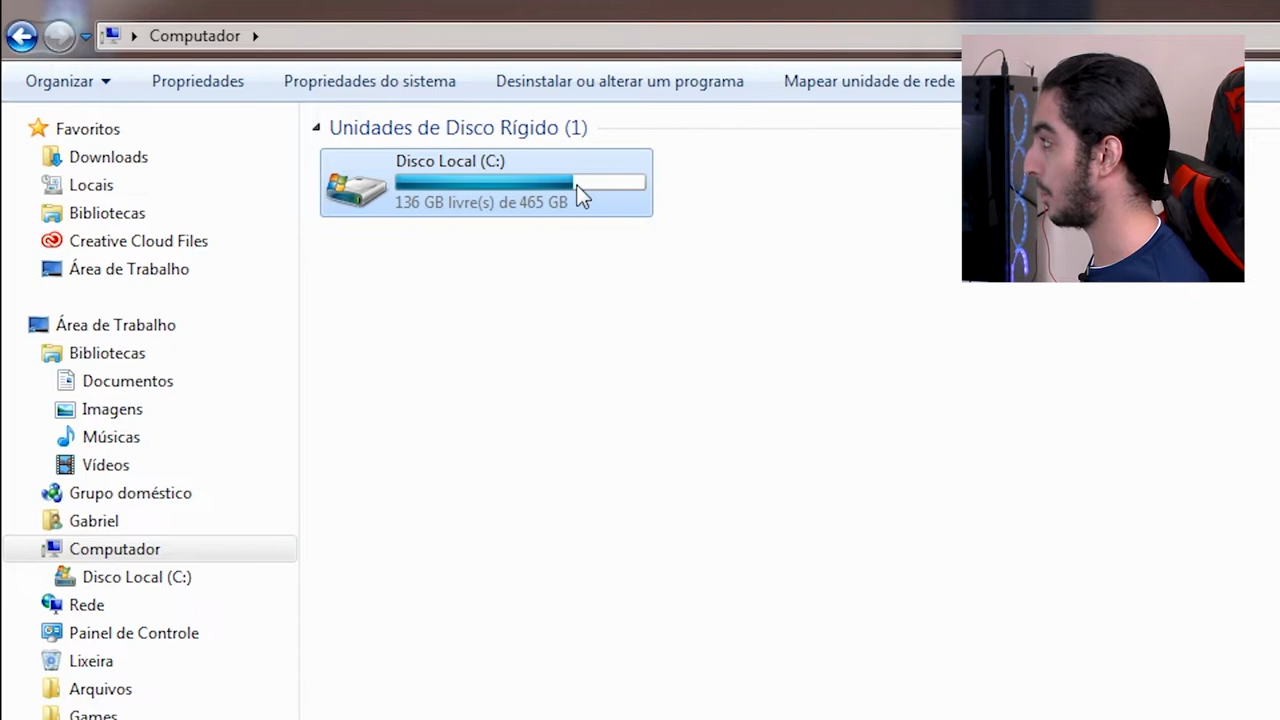 Computador
Organizar Propriedades Propriedades do sistema Desinstalar ou alterar um programa Mapear unidade de rede
Favoritos
Downloads
Locais
Bibliotecas
Creative Cloud Files
Área de Trabalho
Área de Trabalho
Bibliotecas
Documentos
Imagens
Músicas
Vídeos
Grupo doméstico
Gabriel
Computador
Disco Local (C:)
Rede
Painel de Controle
Lixeira
Arquivos
Games
Unidades de Disco Rígido (1)
Disco Local (C:)
136 GB livre(s) de 465 GB